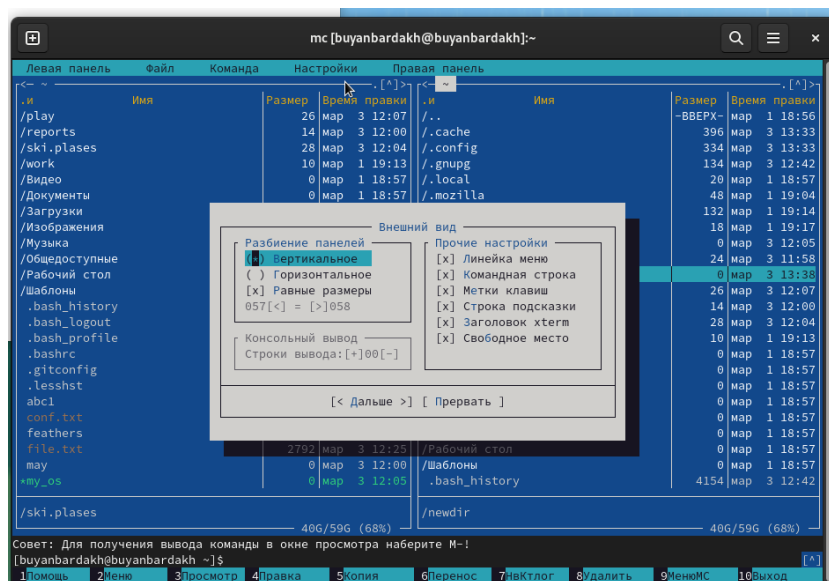 mc [buyanbardakh@buyanbardakh]:~
Левая панель Файл Команда Настройки Правая панель
<— ~ .[^]> <— ~ .[^]>
.и Имя Размер Время правки .и Имя Размер Время правки
/play 26 мар 3 12:07 /.. -ВВЕРХ- мар 1 18:56
/reports 14 мар 3 12:00 /.cache 396 мар 3 13:33
/ski.plases 28 мар 3 12:04 /.config 334 мар 3 13:33
/work 10 мар 1 19:13 /.gnupg 134 мар 3 12:42
/Видео 0 мар 1 18:57 /.local 20 мар 1 18:57
/Документы 0 мар 1 18:57 /.mozilla 48 мар 1 19:04
/Загрузки 132 мар 1 19:14
/Изображения Внешний вид 18 мар 1 19:17
/Музыка Разбиение панелей Прочие настройки 0 мар 3 12:05
/Общедоступные (*) Вертикальное [x] Линейка меню 24 мар 3 11:58
/Рабочий стол ( ) Горизонтальное [x] Командная строка 0 мар 3 13:38
/Шаблоны [x] Равные размеры [x] Метки клавиш 26 мар 3 12:07
.bash_history 057[<] = [>]058 [x] Строка подсказки 14 мар 3 12:00
.bash_logout [x] Заголовок xterm 28 мар 3 12:04
.bash_profile Консольный вывод [x] Свободное место 10 мар 1 19:13
.bashrc Строки вывода:[+]00[-] 0 мар 1 18:57
.gitconfig 0 мар 1 18:57
.lesshst 0 мар 1 18:57
abc1 [< Дальше >] [ Прервать ] 0 мар 1 18:57
conf.txt 0 мар 1 18:57
feathers 0 мар 1 18:57
file.txt 2792 мар 3 12:25 /Рабочий стол 0 мар 1 18:57
may 0 мар 3 12:00 /Шаблоны 0 мар 1 18:57
*my_os 0 мар 3 12:05 .bash_history 4154 мар 3 12:42
/ski.plases /newdir
40G/59G (68%) 40G/59G (68%)
Совет: Для получения вывода команды в окне просмотра наберите M-!
[buyanbardakh@buyanbardakh ~]$ [^]
1Помощь 2Меню 3Просмотр 4Правка 5Копия 6Перенос 7НвКтлог 8Удалить 9МенюMC 10Выход